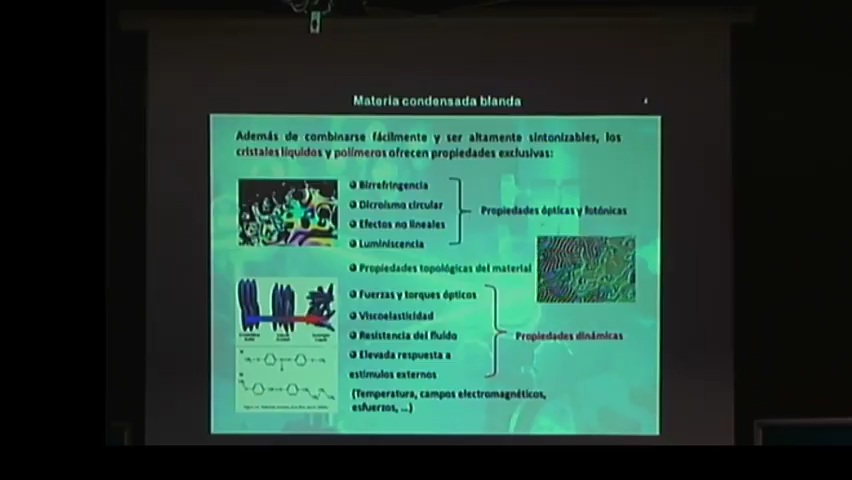 Materia condensada blanda
4
Además de combinarse fácilmente y ser altamente sintonizables, los
cristales líquidos y polímeros ofrecen propiedades exclusivas:
Birrefringencia
Dicroísmo circular
Efectos no lineales
Luminiscencia
Propiedades ópticas y fotónicas
Propiedades topológicas del material
Fuerzas y torques ópticos
Viscoelasticidad
Resistencia del fluido
Elevada respuesta a
estímulos externos
Propiedades dinámicas
(Temperatura, campos electromagnéticos,
esfuerzos, ...)